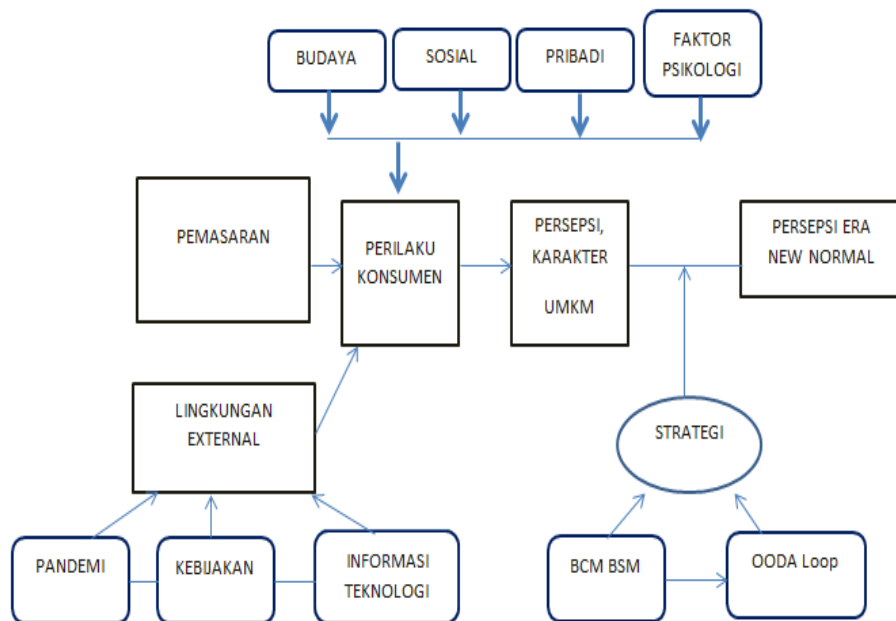 BUDAYA
SOSIAL
PRIBADI
FAKTOR
PSIKOLOGI
PEMASARAN
PERILAKU
KONSUMEN
PERSEPSI,
KARAKTER
UMKM
PERSEPSI ERA
NEW NORMAL
LINGKUNGAN
EXTERNAL
STRATEGI
PANDEMI
KEBIJAKAN
INFORMASI
TEKNOLOGI
BCM BSM
OODA Loop